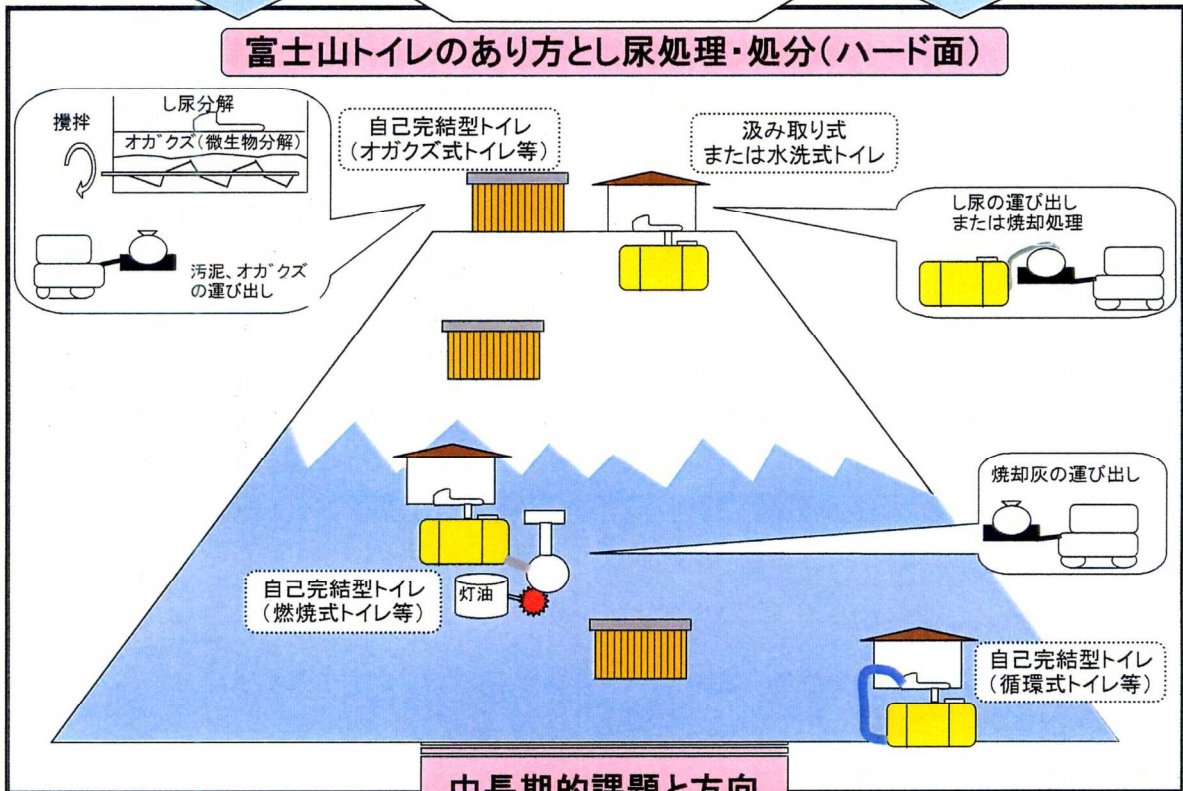 富士山トイレのあり方とし尿処理・処分(ハード面)
し尿分解
攪拌
オガクズ(微生物分解)
汚泥、オガクズ
の運び出し
自己完結型トイレ
(オガクズ式トイレ等)
汲み取り式
または水洗式トイレ
し尿の運び出し
または焼却処理
焼却灰の運び出し
自己完結型トイレ
(燃焼式トイレ等)
灯油
自己完結型トイレ
(循環式トイレ等)
中長期的課題と方向